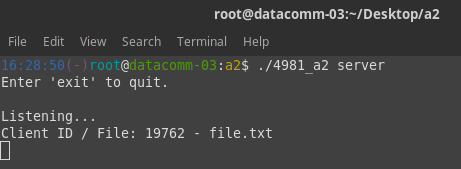 root@datacomm-03:~/Desktop/a2
File Edit View Search Terminal Help
16:28:50(-)root@datacomm-03:a2$ ./4981_a2 server
Enter 'exit' to quit.
Listening...
Client ID / File: 19762 - file.txt